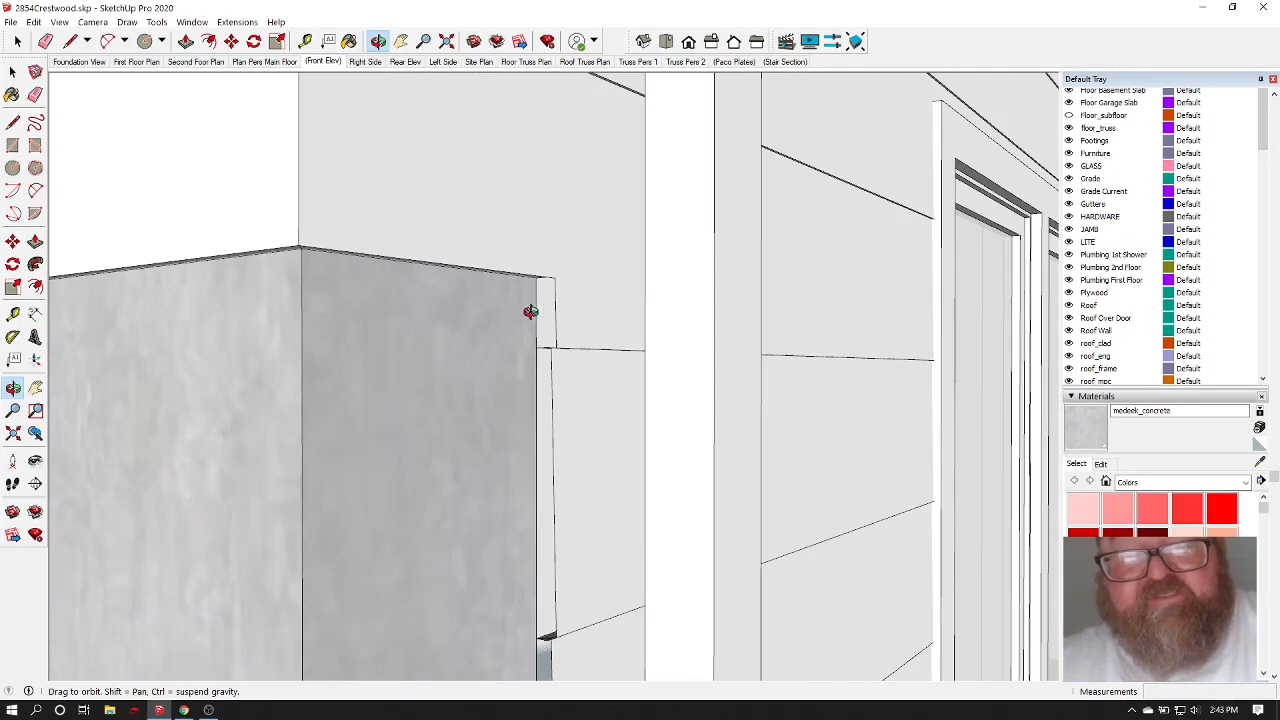 2854Crestwood.skp - SketchUp Pro 2020
File Edit View Camera Draw Tools Window Extensions Help
Foundation View First Floor Plan Second Floor Plan Plan Pers Main Floor (Front Elev) Right Side Rear Elev Left Side Site Plan Floor Truss Plan Roof Truss Plan Truss Pers 1 Truss Pers 2 (Paco Plates) (Stair Section)
Default Tray
Floor Basement Slab Default
Floor Garage Slab Default
Floor_subfloor Default
floor_truss Default
Footings Default
Furniture Default
GLASS Default
Grade Default
Grade Current Default
Gutters Default
HARDWARE Default
JAMB Default
LITE Default
Plumbing 1st Shower Default
Plumbing 2nd Floor Default
Plumbing First Floor Default
Plywood Default
Roof Default
Roof Over Door Default
Roof Wall Default
roof_clad Default
roof_eng Default
roof_frame Default
roof_mpc Default
Materials
medeek_concrete
Select Edit
Colors
Drag to orbit. Shift = Pan, Ctrl = suspend gravity.
Measurements
2:43 PM